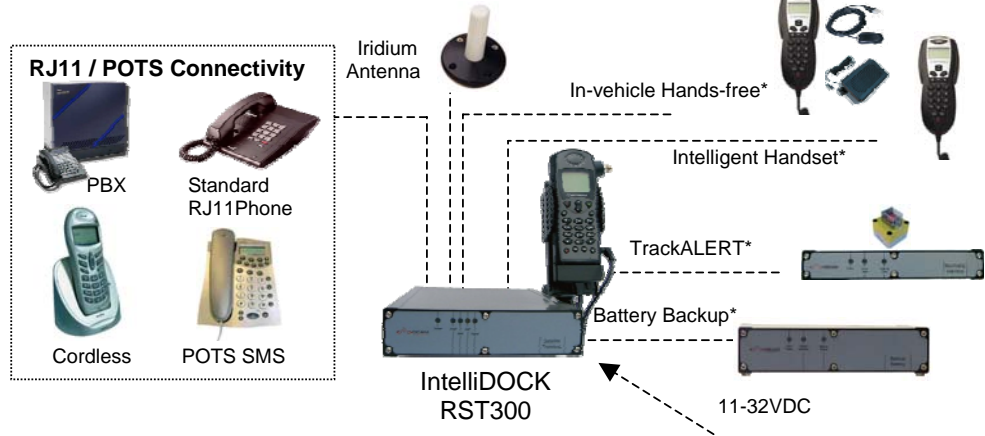 RJ11 / POTS Connectivity
PBX
Standard
RJ11Phone
Cordless
POTS SMS
Iridium
Antenna
In-vehicle Hands-free*
Intelligent Handset*
TrackALERT*
Battery Backup*
IntelliDOCK
RST300
11-32VDC